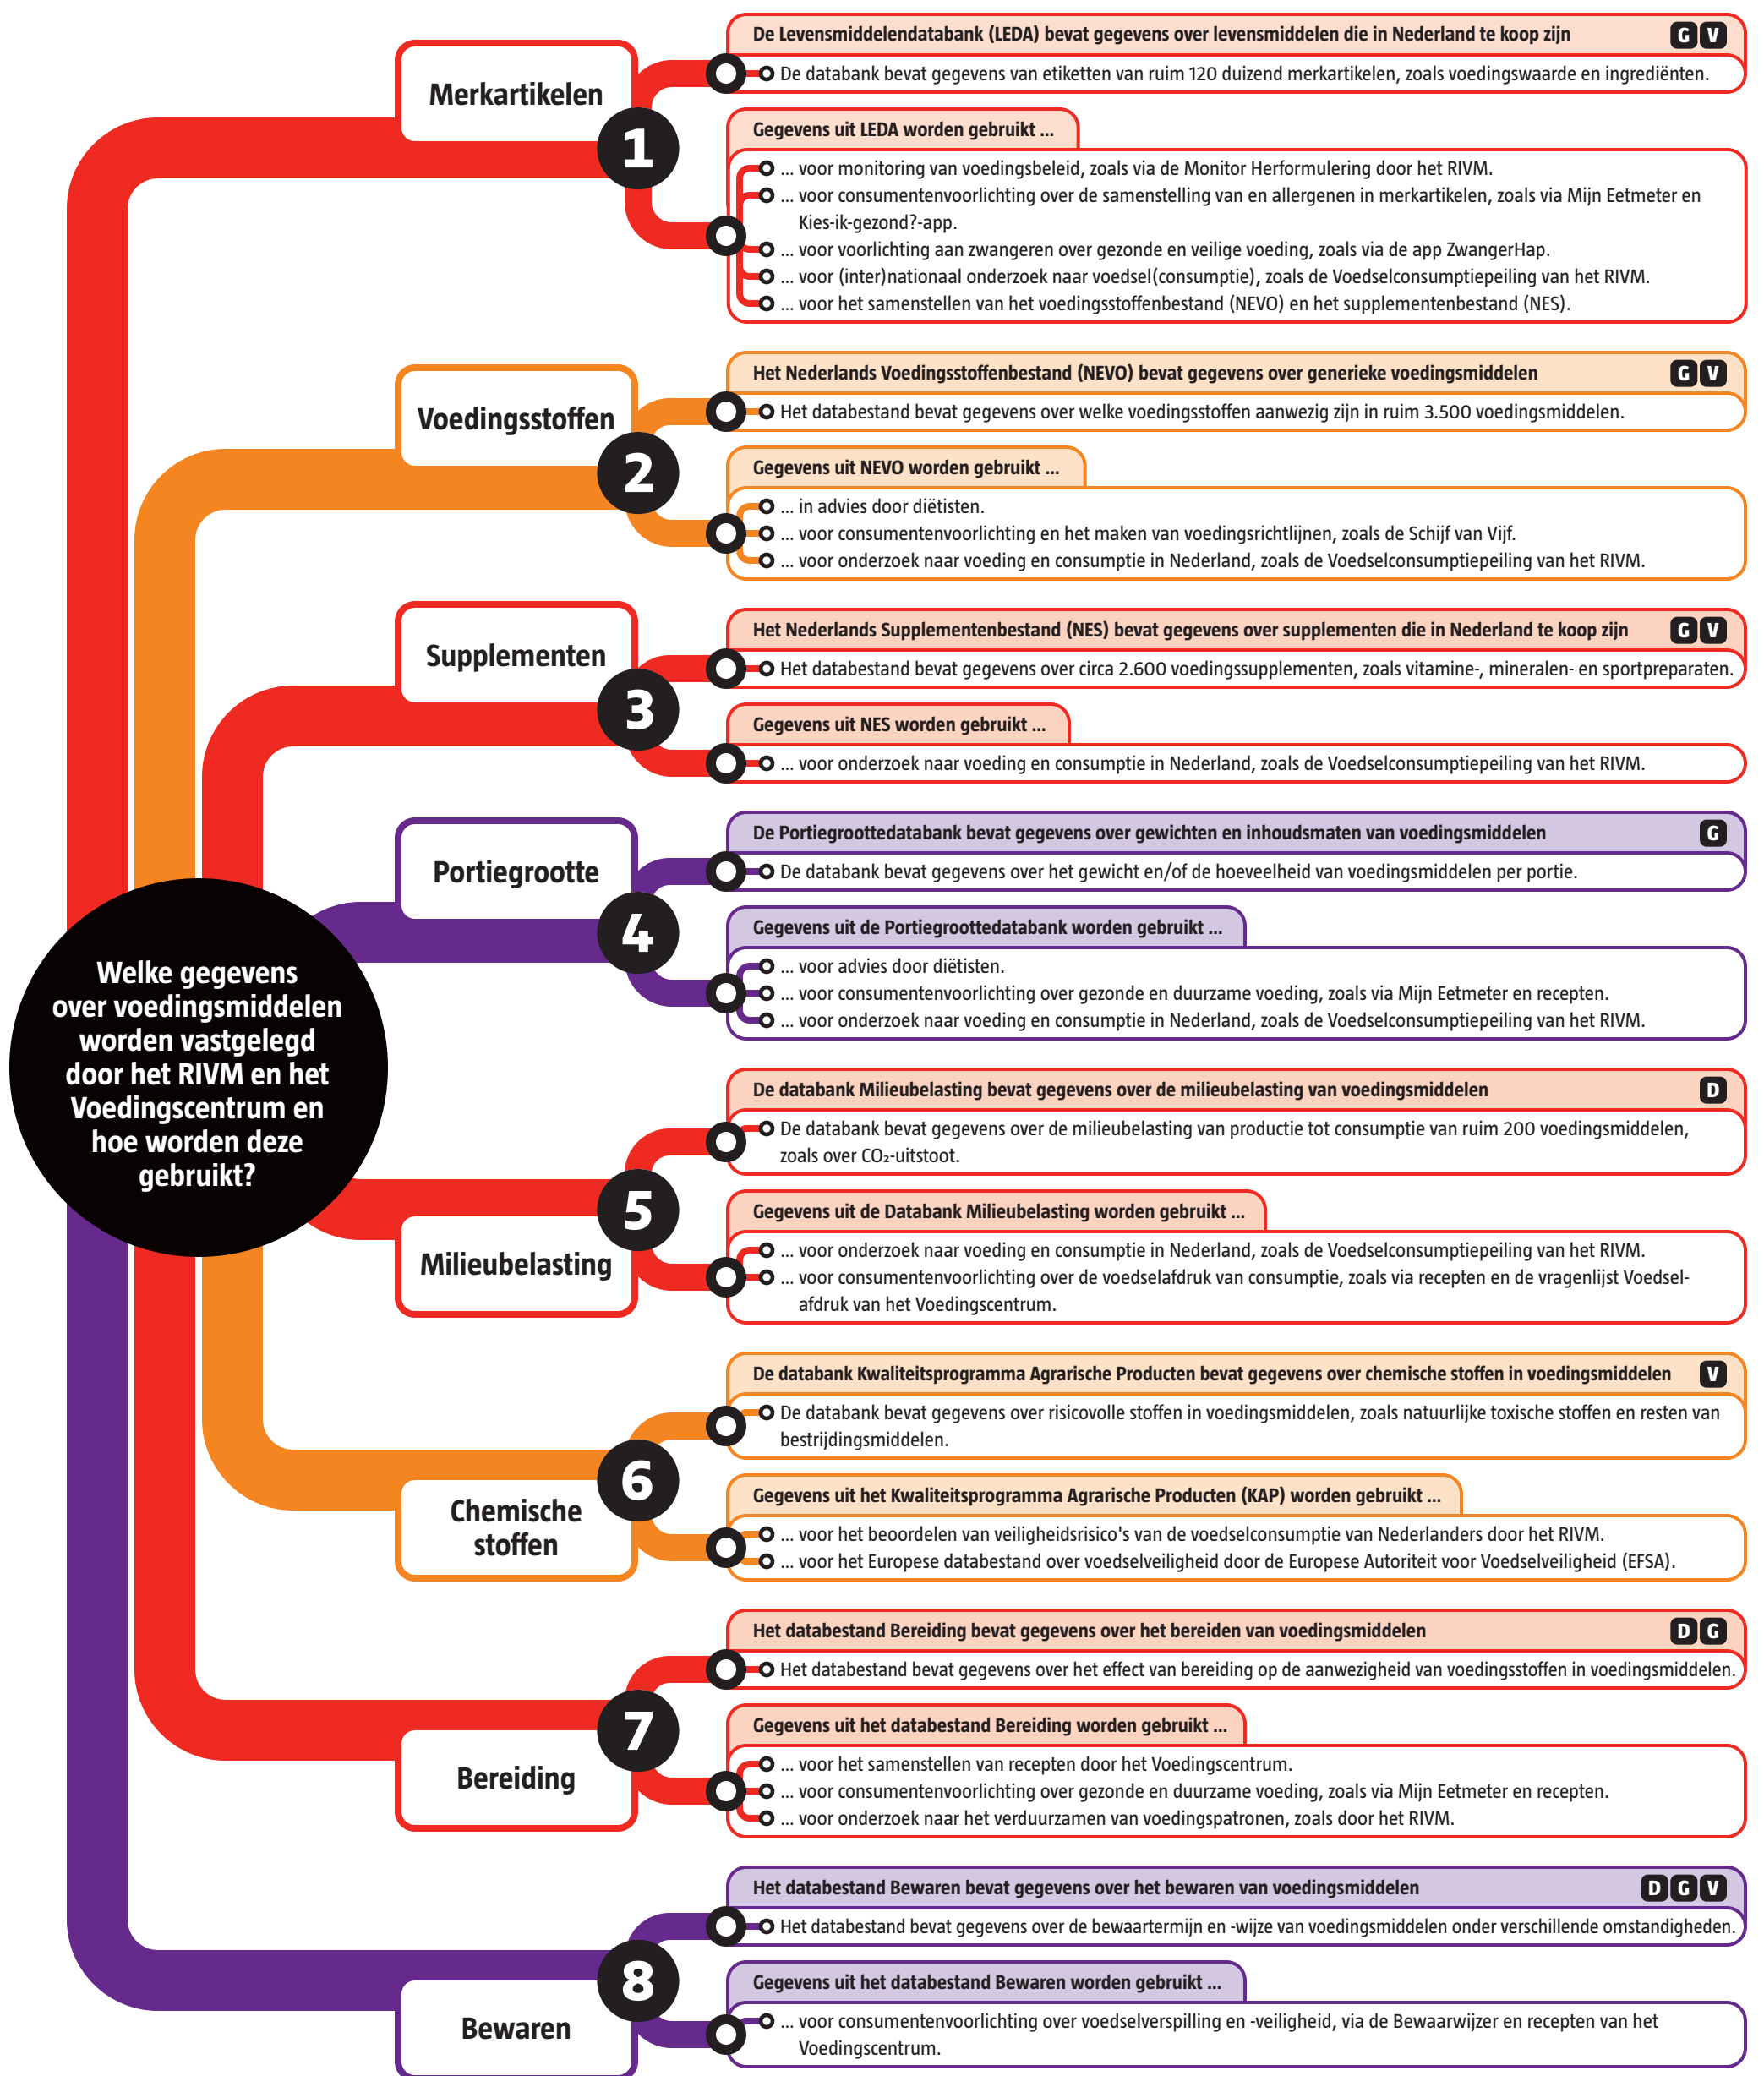 Welke gegevens
over voedingsmiddelen
worden vastgelegd
door het RIVM en het
Voedingscentrum en
hoe worden deze
gebruikt?
Merkartikelen
1
De Levensmiddelendatabank (LEDA) bevat gegevens over levensmiddelen die in Nederland te koop zijn G V
De databank bevat gegevens van etiketten van ruim 120 duizend merkartikelen, zoals voedingswaarde en ingrediënten.
Gegevens uit LEDA worden gebruikt ...
... voor monitoring van voedingsbeleid, zoals via de Monitor Herformulering door het RIVM.
... voor consumentenvoorlichting over de samenstelling van en allergenen in merkartikelen, zoals via Mijn Eetmeter en
Kies-ik-gezond?-app.
... voor voorlichting aan zwangeren over gezonde en veilige voeding, zoals via de app ZwangerHap.
... voor (inter)nationaal onderzoek naar voedsel(consumptie), zoals de Voedselconsumptiepeiling van het RIVM.
... voor het samenstellen van het voedingsstoffenbestand (NEVO) en het supplementenbestand (NES).
Voedingsstoffen
2
Het Nederlands Voedingsstoffenbestand (NEVO) bevat gegevens over generieke voedingsmiddelen G V
Het databestand bevat gegevens over welke voedingsstoffen aanwezig zijn in ruim 3.500 voedingsmiddelen.
Gegevens uit NEVO worden gebruikt ...
... in advies door diëtisten.
... voor consumentenvoorlichting en het maken van voedingsrichtlijnen, zoals de Schijf van Vijf.
... voor onderzoek naar voeding en consumptie in Nederland, zoals de Voedselconsumptiepeiling van het RIVM.
Supplementen
3
Het Nederlands Supplementenbestand (NES) bevat gegevens over supplementen die in Nederland te koop zijn G V
Het databestand bevat gegevens over circa 2.600 voedingssupplementen, zoals vitamine-, mineralen- en sportpreparaten.
Gegevens uit NES worden gebruikt ...
... voor onderzoek naar voeding en consumptie in Nederland, zoals de Voedselconsumptiepeiling van het RIVM.
Portiegrootte
4
De Portiegroottedatabank bevat gegevens over gewichten en inhoudsmaten van voedingsmiddelen G
De databank bevat gegevens over het gewicht en/of de hoeveelheid van voedingsmiddelen per portie.
Gegevens uit de Portiegroottedatabank worden gebruikt ...
... voor advies door diëtisten.
... voor consumentenvoorlichting over gezonde en duurzame voeding, zoals via Mijn Eetmeter en recepten.
... voor onderzoek naar voeding en consumptie in Nederland, zoals de Voedselconsumptiepeiling van het RIVM.
Milieubelasting
5
De databank Milieubelasting bevat gegevens over de milieubelasting van voedingsmiddelen D
De databank bevat gegevens over de milieubelasting van productie tot consumptie van ruim 200 voedingsmiddelen,
zoals over CO₂-uitstoot.
Gegevens uit de Databank Milieubelasting worden gebruikt ...
... voor onderzoek naar voeding en consumptie in Nederland, zoals de Voedselconsumptiepeiling van het RIVM.
... voor consumentenvoorlichting over de voedselafdruk van consumptie, zoals via recepten en de vragenlijst Voedsel-
afdruk van het Voedingscentrum.
Chemische
stoffen
6
De databank Kwaliteitsprogramma Agrarische Producten bevat gegevens over chemische stoffen in voedingsmiddelen V
De databank bevat gegevens over risicovolle stoffen in voedingsmiddelen, zoals natuurlijke toxische stoffen en resten van
bestrijdingsmiddelen.
Gegevens uit het Kwaliteitsprogramma Agrarische Producten (KAP) worden gebruikt ...
... voor het beoordelen van veiligheidsrisico's van de voedselconsumptie van Nederlanders door het RIVM.
... voor het Europese databestand over voedselveiligheid door de Europese Autoriteit voor Voedselveiligheid (EFSA).
Bereiding
7
Het databestand Bereiding bevat gegevens over het bereiden van voedingsmiddelen D G
Het databestand bevat gegevens over het effect van bereiding op de aanwezigheid van voedingsstoffen in voedingsmiddelen.
Gegevens uit het databestand Bereiding worden gebruikt ...
... voor het samenstellen van recepten door het Voedingscentrum.
... voor consumentenvoorlichting over gezonde en duurzame voeding, zoals via Mijn Eetmeter en recepten.
... voor onderzoek naar het verduurzamen van voedingspatronen, zoals door het RIVM.
Bewaren
8
Het databestand Bewaren bevat gegevens over het bewaren van voedingsmiddelen D G V
Het databestand bevat gegevens over de bewaartermijn en -wijze van voedingsmiddelen onder verschillende omstandigheden.
Gegevens uit het databestand Bewaren worden gebruikt ...
... voor consumentenvoorlichting over voedselverspilling en -veiligheid, via de Bewaarwijzer en recepten van het
Voedingscentrum.